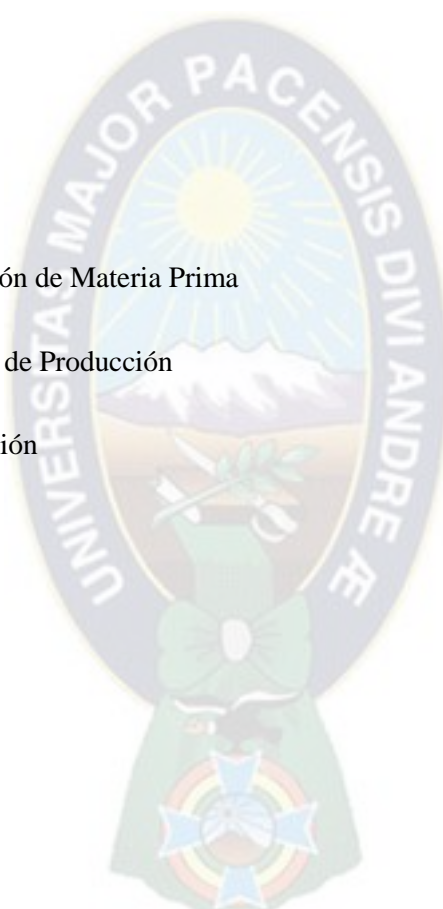 UNIVERSITAS MAJOR PACENSIS DIVI ANDRE Æ
ón de Materia Prima
de Producción
ión